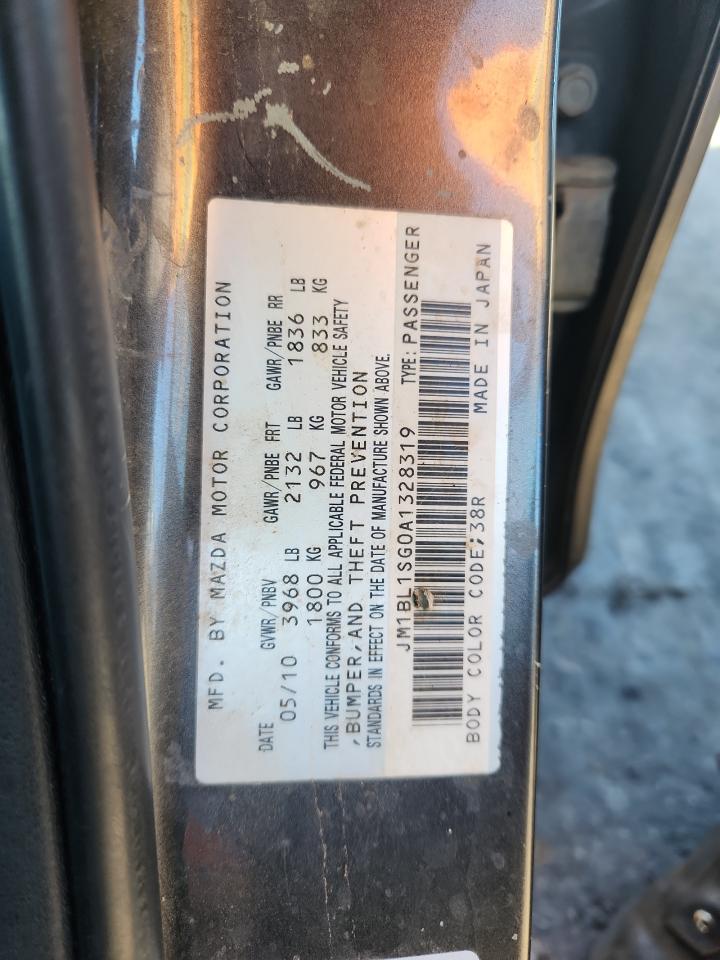 MFD. BY MAZDA MOTOR CORPORATION
DATE GVWR/PNBV GAWR/PNBE FRT GAWR/PNBE RR
05/10 3968 LB 2132 LB 1836 LB
1800 KG 967 KG 833 KG
THIS VEHICLE CONFORMS TO ALL APPLICABLE FEDERAL MOTOR VEHICLE SAFETY
,BUMPER,AND THEFT PREVENTION
STANDARDS IN EFFECT ON THE DATE OF MANUFACTURE SHOWN ABOVE.
JM1BL1SG0A1328319 TYPE: PASSENGER
BODY COLOR CODE;38R MADE IN JAPAN